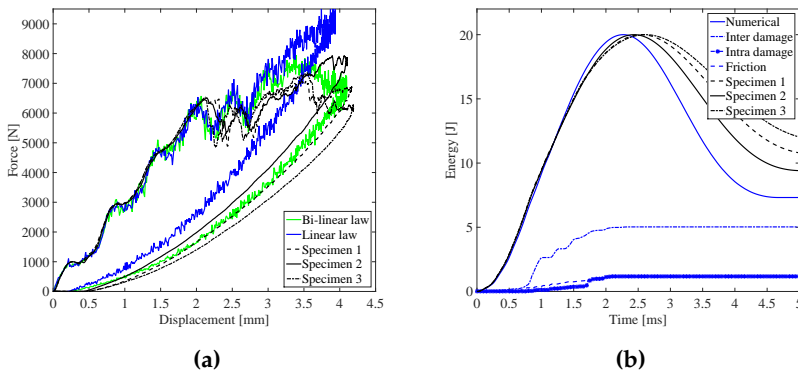 9500
9000
8000
7000
6000
5000
4000
3000
2000
1000
0
Force [N]
0 0.5 1 1.5 2 2.5 3 3.5 4 4.5
Displacement [mm]
Bi-linear law
Linear law
Specimen 1
Specimen 2
Specimen 3
(a)
20
15
10
5
0
Energy [J]
0 0.5 1 1.5 2 2.5 3 3.5 4 4.5 5
Time [ms]
Numerical
Inter damage
Intra damage
Friction
Specimen 1
Specimen 2
Specimen 3
(b)